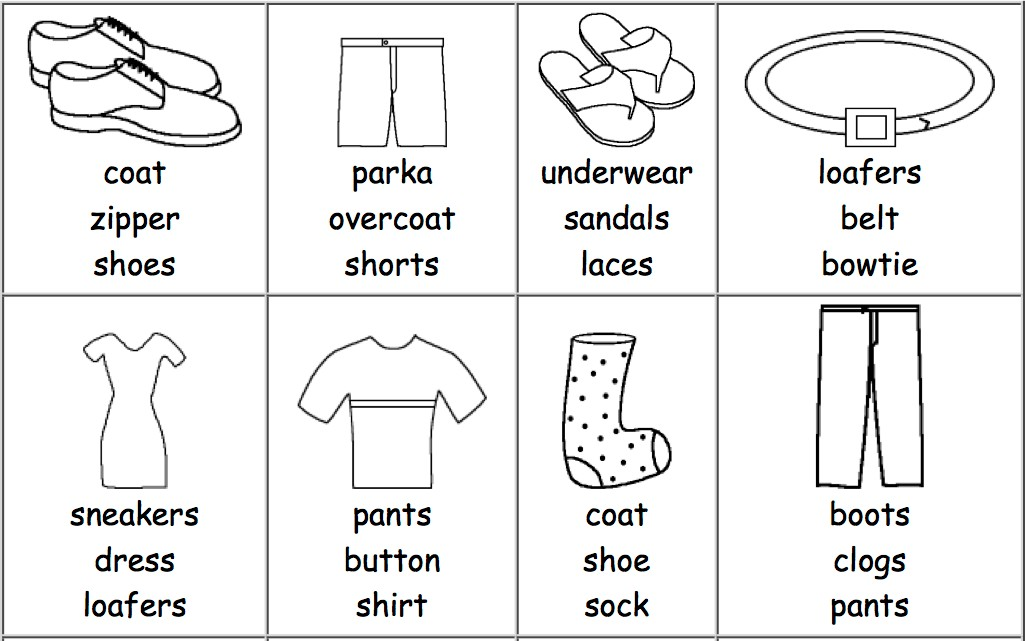 coat
zipper
shoes
parka
overcoat
shorts
underwear
sandals
laces
loafers
belt
bowtie
sneakers
dress
loafers
pants
button
shirt
coat
shoe
sock
boots
clogs
pants